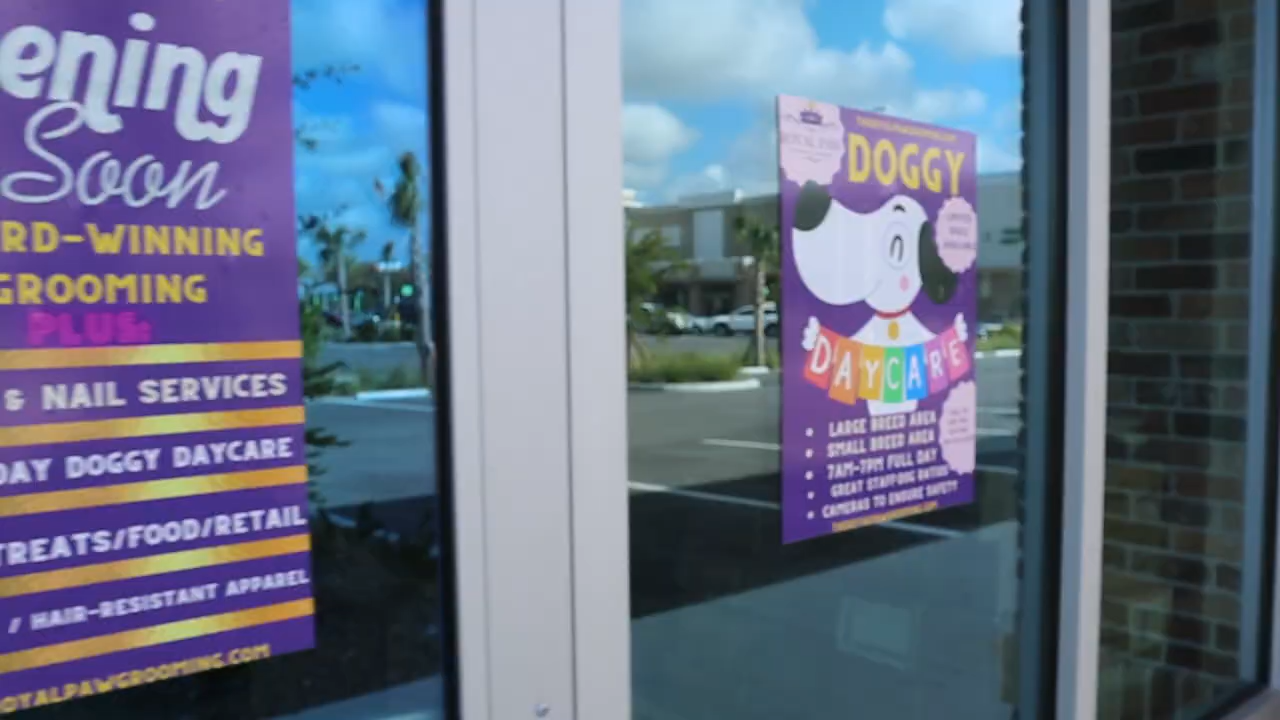 ening
Soon
RD-WINNING
GROOMING
PLUS:
& NAIL SERVICES
DAY DOGGY DAYCARE
TREATS/FOOD/RETAIL
/ HAIR-RESISTANT APPAREL
OYALPAWGROOMING.COM
DOGGY
DAYCARE
• LARGE BREED AREA
• SMALL BREED AREA
• 7AM-7PM FULL DAY
• GREAT STAFFING RATIOS
• CAMERAS TO ENSURE SAFETY